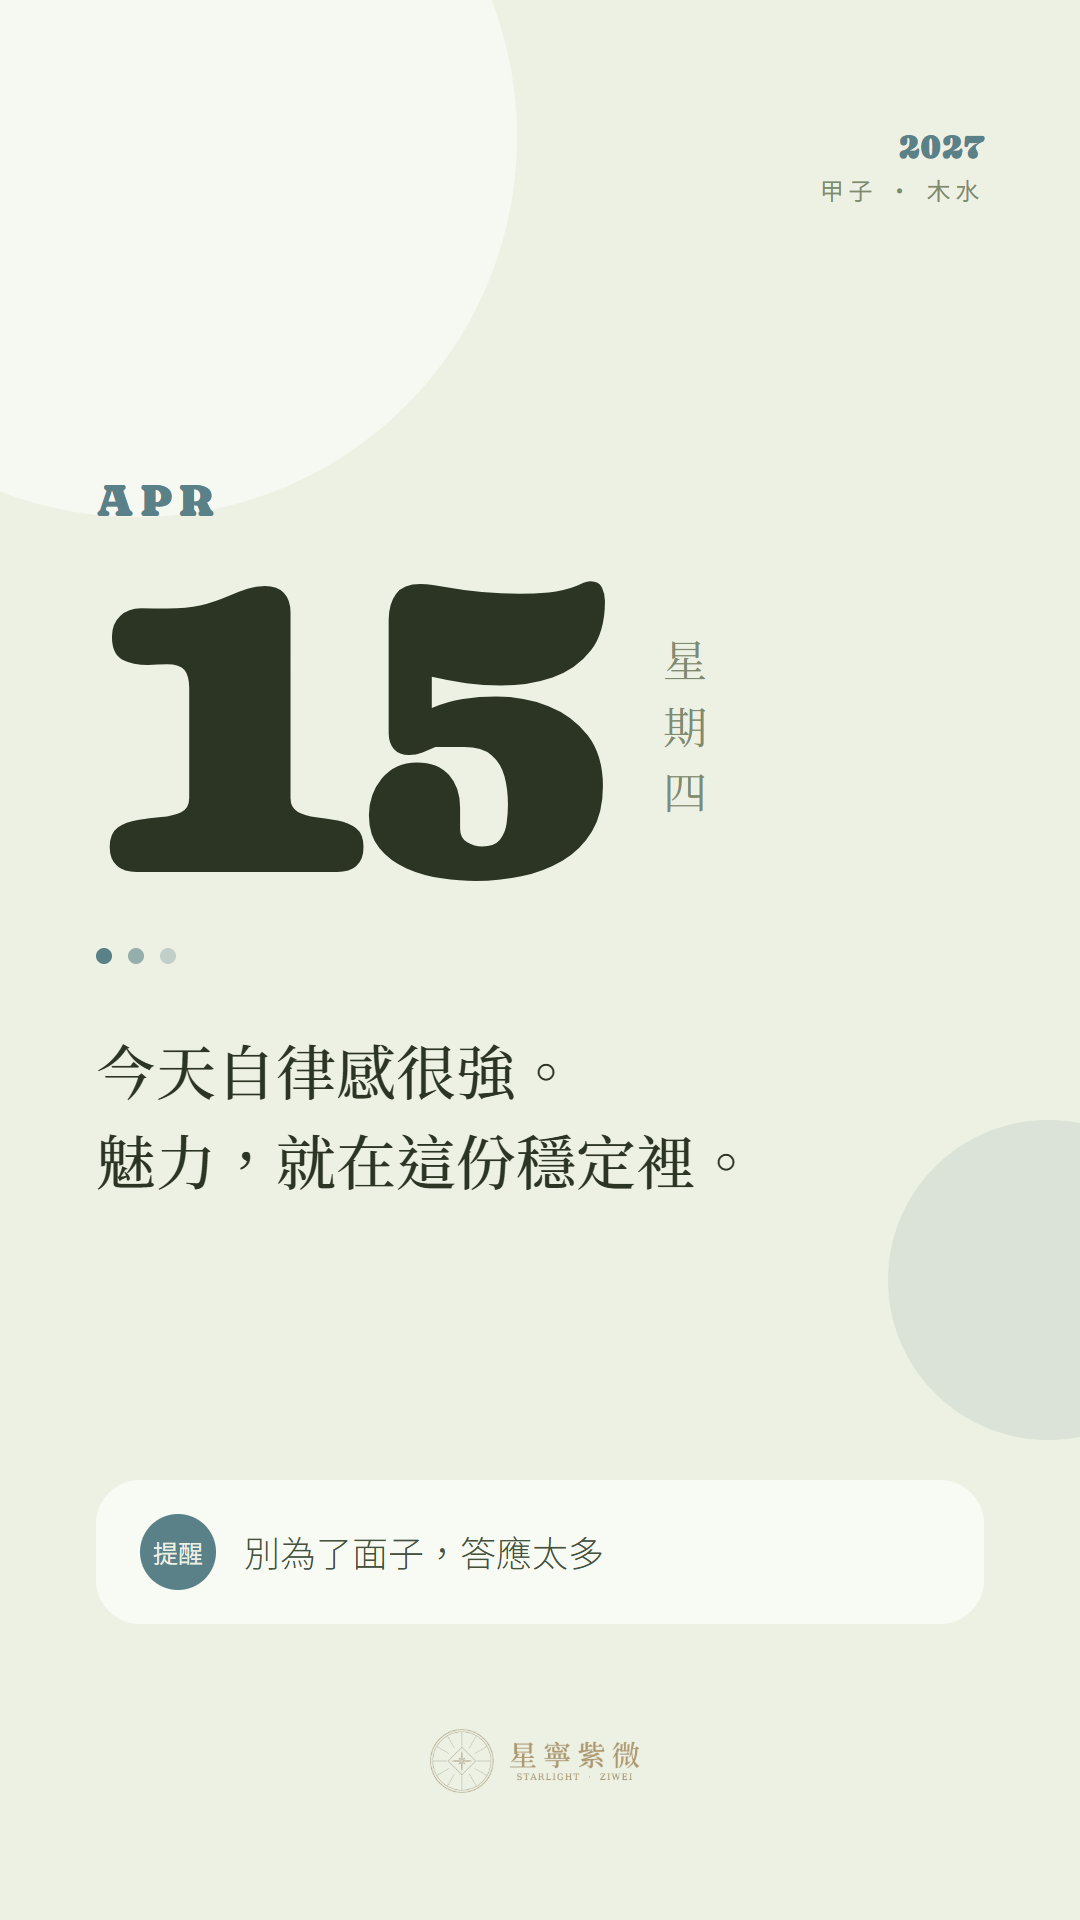 2027
甲子 · 木水
APR
15
星期四
今天自律感很強。
魅力，就在這份穩定裡。
提醒
別為了面子，答應太多
星寧紫微
STARLIGHT · ZIWEI